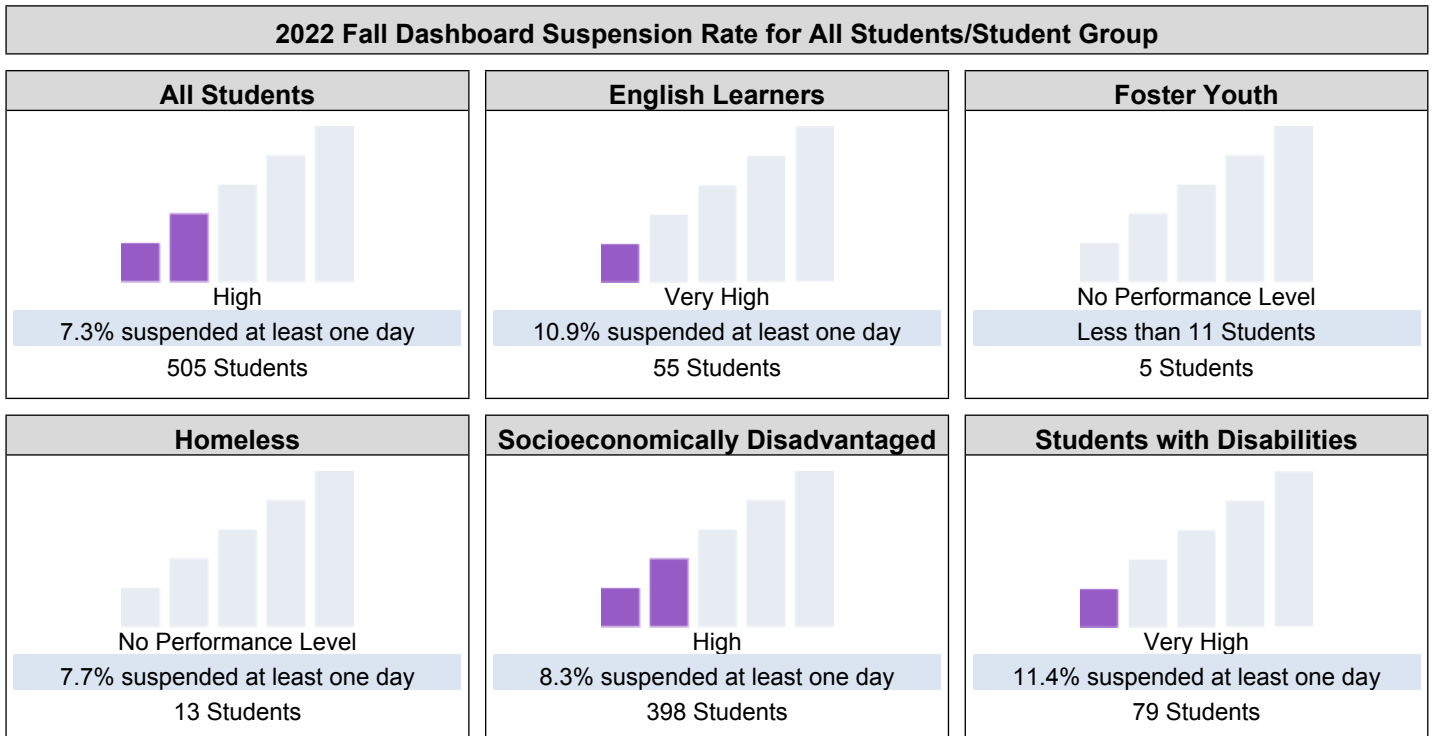 2022 Fall Dashboard Suspension Rate for All Students/Student Group
All Students
High
7.3% suspended at least one day
505 Students
English Learners
Very High
10.9% suspended at least one day
55 Students
Foster Youth
No Performance Level
Less than 11 Students
5 Students
Homeless
No Performance Level
7.7% suspended at least one day
13 Students
Socioeconomically Disadvantaged
High
8.3% suspended at least one day
398 Students
Students with Disabilities
Very High
11.4% suspended at least one day
79 Students